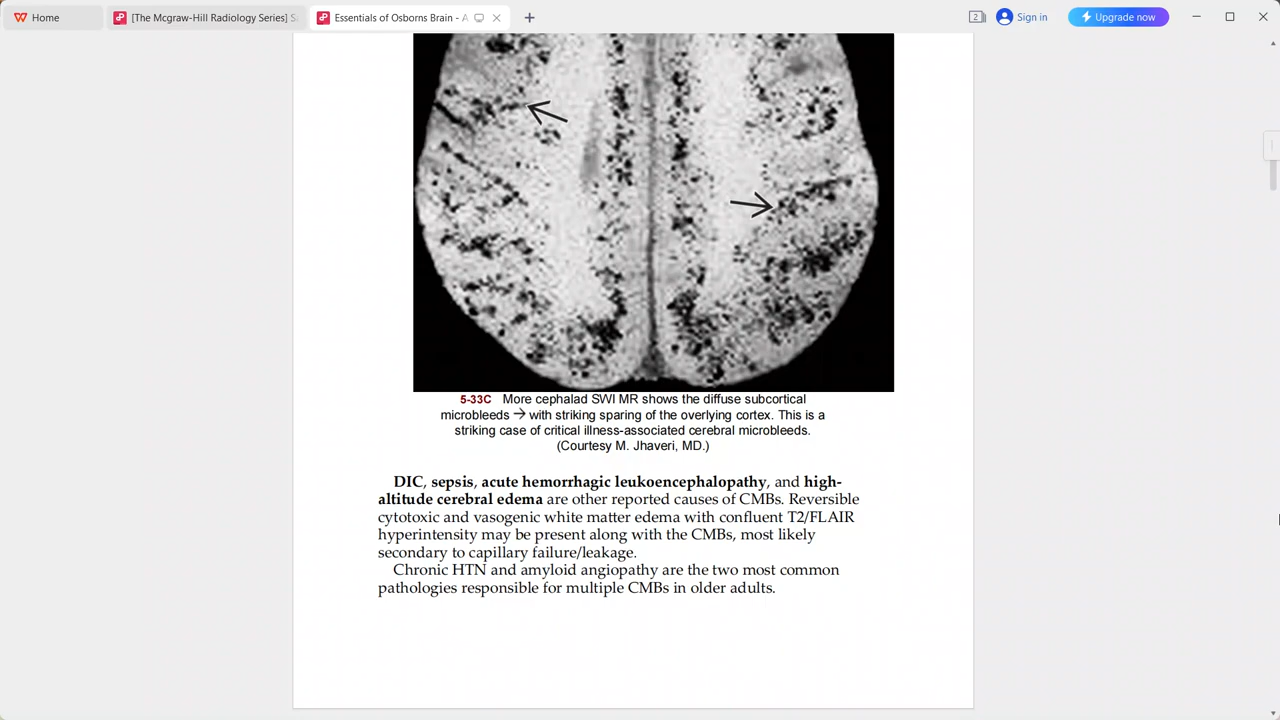 Home
[The Mcgraw-Hill Radiology Series] S.
Essentials of Osborns Brain - A
2
Sign in
Upgrade now
5-33C More cephalad SWI MR shows the diffuse subcortical
microbleeds → with striking sparing of the overlying cortex. This is a
striking case of critical illness-associated cerebral microbleeds.
(Courtesy M. Jhaveri, MD.)
DIC, sepsis, acute hemorrhagic leukoencephalopathy, and high-
altitude cerebral edema are other reported causes of CMBs. Reversible
cytotoxic and vasogenic white matter edema with confluent T2/FLAIR
hyperintensity may be present along with the CMBs, most likely
secondary to capillary failure/leakage.
Chronic HTN and amyloid angiopathy are the two most common
pathologies responsible for multiple CMBs in older adults.